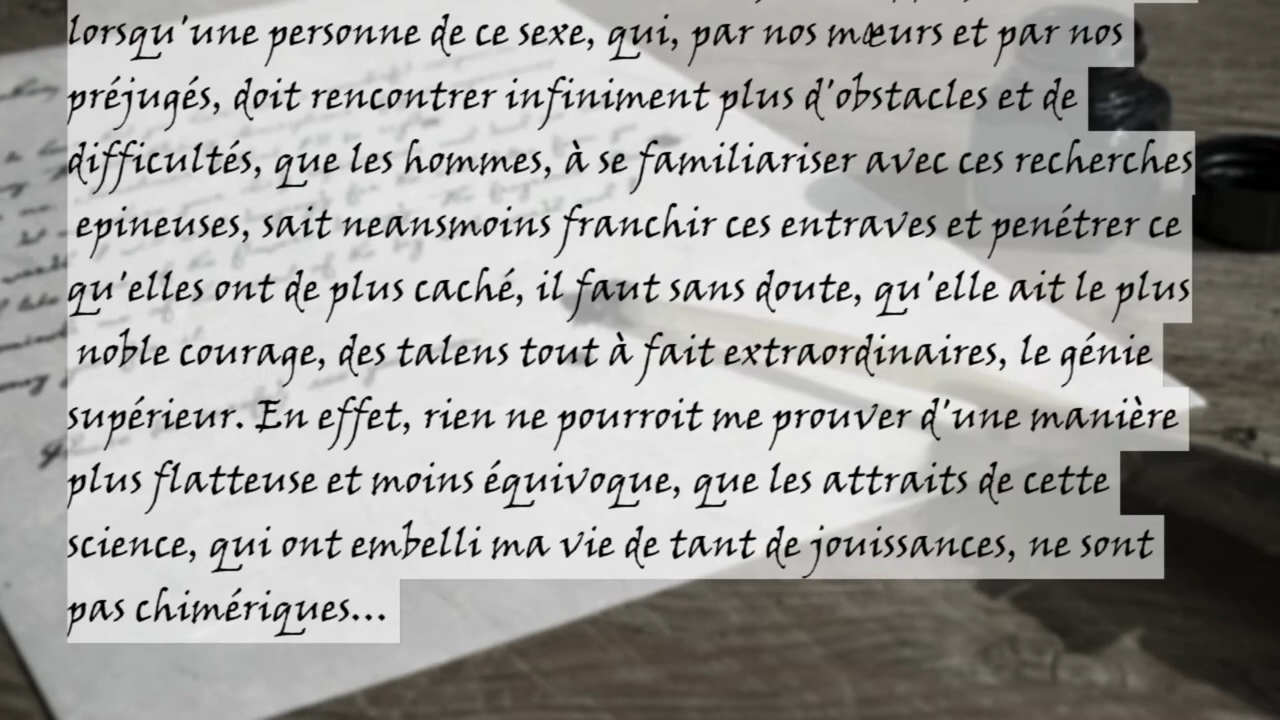 lorsqu'une personne de ce sexe, qui, par nos mœurs et par nos
préjugés, doit rencontrer infiniment plus d'obstacles et de
difficultés, que les hommes, à se familiariser avec ces recherches
epineuses, sait neansmoins franchir ces entraves et penétrer ce
qu'elles ont de plus caché, il faut sans doute, qu'elle ait le plus
noble courage, des talens tout à fait extraordinaires, le génie
supérieur. En effet, rien ne pourroit me prouver d'une manière
plus flatteuse et moins équivoque, que les attraits de cette
science, qui ont embelli ma vie de tant de jouissances, ne sont
pas chimériques...